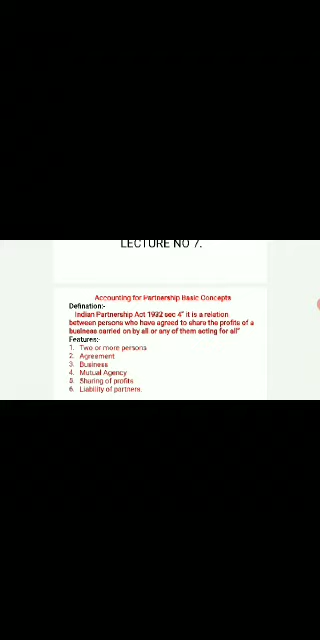 LECTURE NO 7.
Accounting for Partnership Basic Concepts
Defination:-
Indian Partnership Act 1932 sec 4" it is a relation
between persons who have agreed to share the profits of a
business carried on by all or any of them acting for all"
Features:-
1. Two or more persons
2. Agreement
3. Business
4. Mutual Agency
5. Sharing of profits
6. Liability of partners.